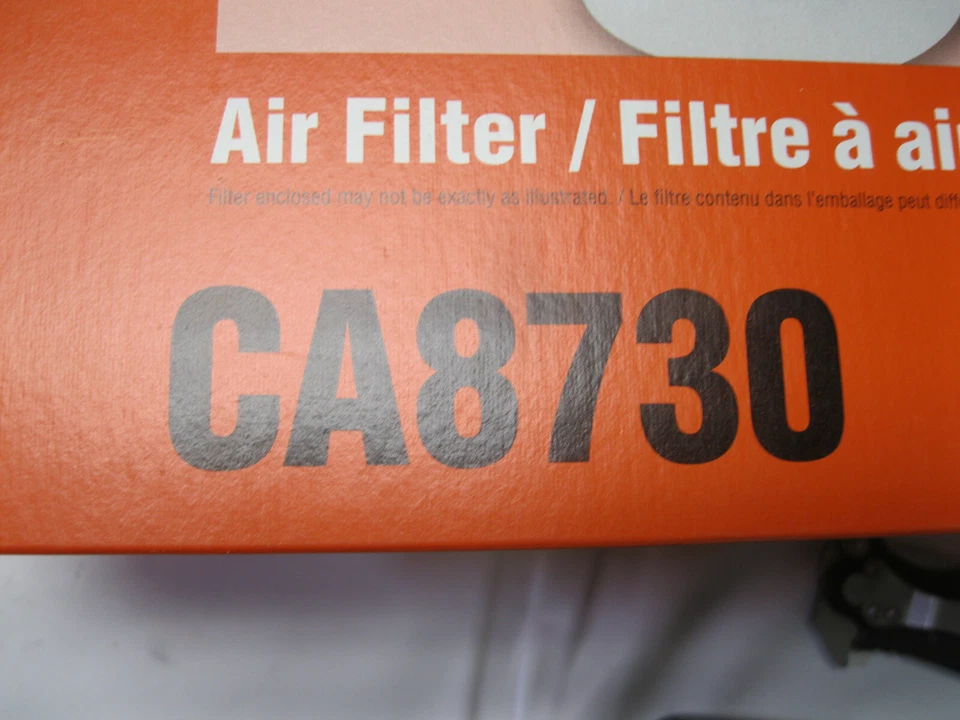 Air Filter / Filtre à air
Filter enclosed may not be exactly as illustrated. / Le filtre contenu dans l'emballage peut diff
CA8730